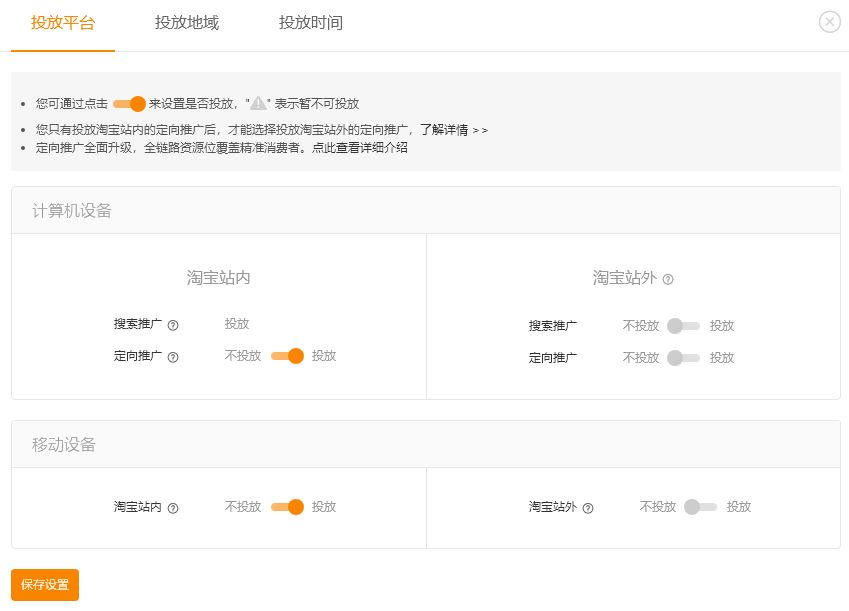 投放平台 投放地域 投放时间
您可通过点击 来设置是否投放，"" 表示暂不可投放
您只有投放淘宝站内的定向推广后，才能选择投放淘宝站外的定向推广，了解详情 >>
定向推广全面升级，全链路资源位覆盖精准消费者。点此查看详细介绍
计算机设备
淘宝站内
搜索推广 投放
定向推广 不投放 投放
淘宝站外
搜索推广 不投放 投放
定向推广 不投放 投放
移动设备
淘宝站内 不投放 投放
淘宝站外 不投放 投放
保存设置